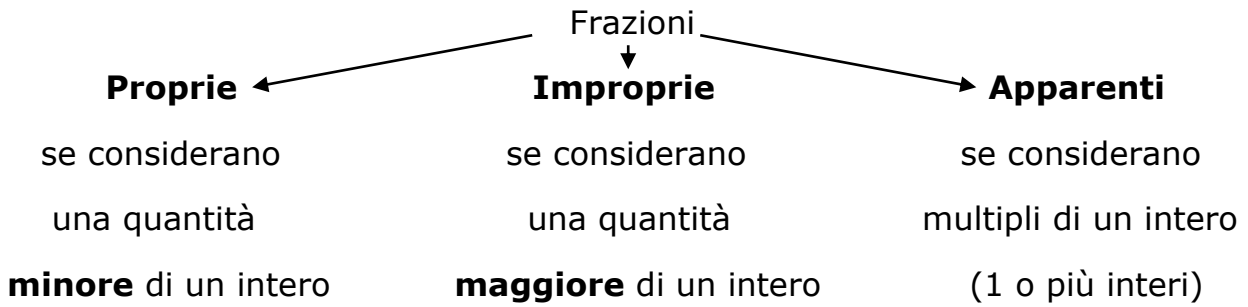 Frazioni
Proprie
se considerano
una quantità
minore di un intero
Improprie
se considerano
una quantità
maggiore di un intero
Apparenti
se considerano
multipli di un intero
(1 o più interi)